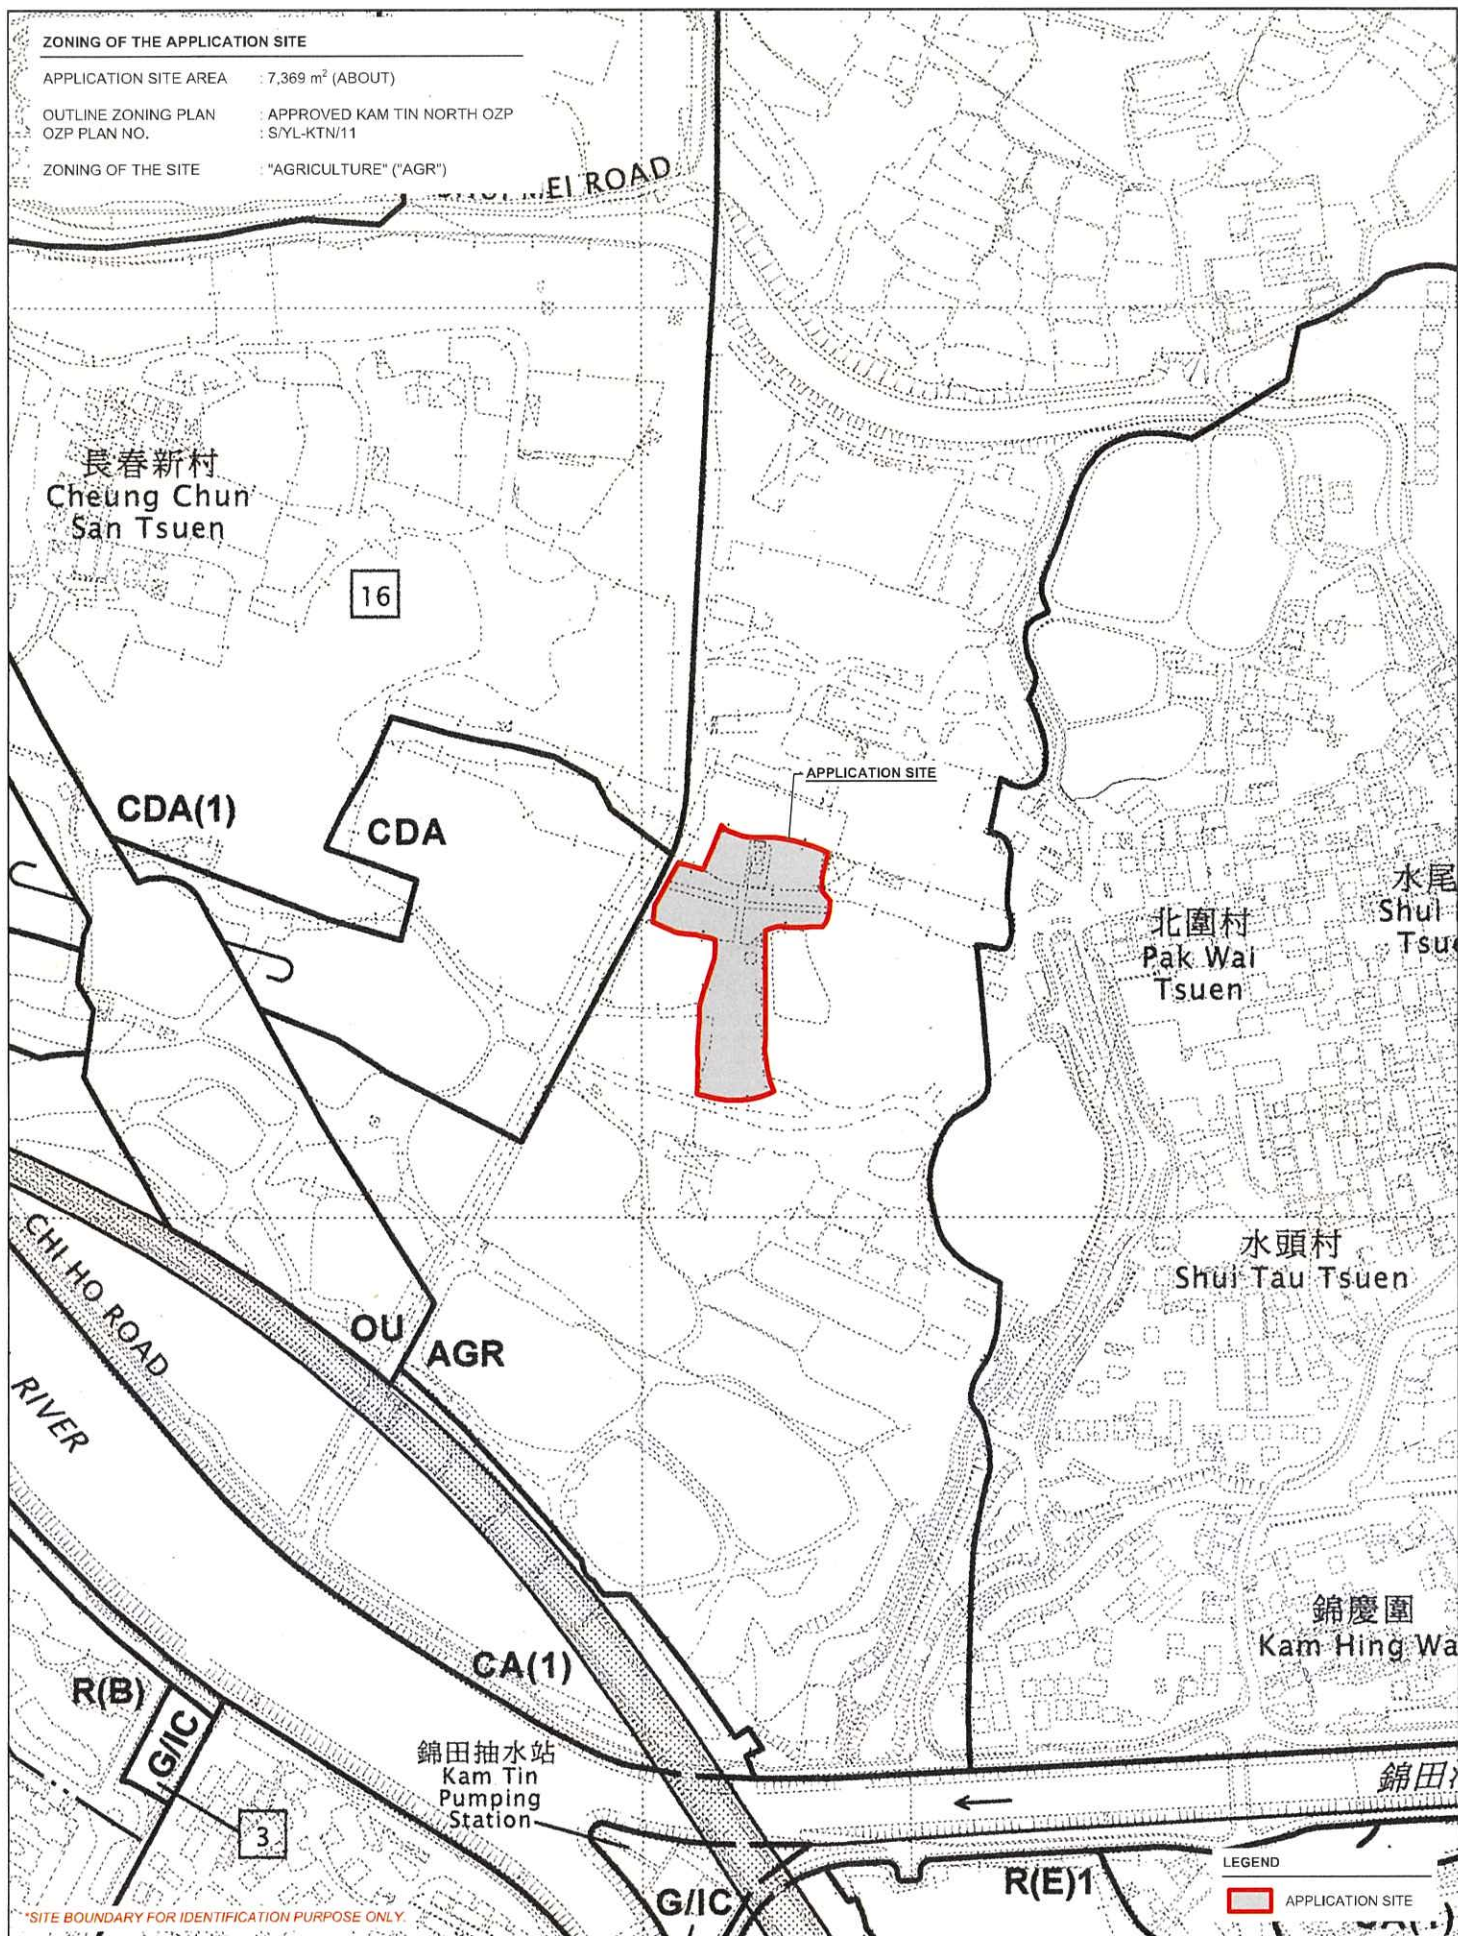 ZONING OF THE APPLICATION SITE
APPLICATION SITE AREA : 7,369 m² (ABOUT)
OUTLINE ZONING PLAN : APPROVED KAM TIN NORTH OZP
OZP PLAN NO. : S/YL-KTN/11
ZONING OF THE SITE : "AGRICULTURE" ("AGR")
MEI ROAD
長春新村
Cheung Chun
San Tsuen
16
APPLICATION SITE
CDA(1)
CDA
水尾
Shui
北圍村
Pak Wai
Tsuen
水頭村
Shui Tau Tsuen
CHI HO ROAD
OU
AGR
RIVER
錦慶圍
Kam Hing Wa
CA(1)
R(B)
G/IC
錦田抽水站
Kam Tin
Pumping
Station
錦田
3
R(E)1
G/IC
LEGEND
APPLICATION SITE
*SITE BOUNDARY FOR IDENTIFICATION PURPOSE ONLY.